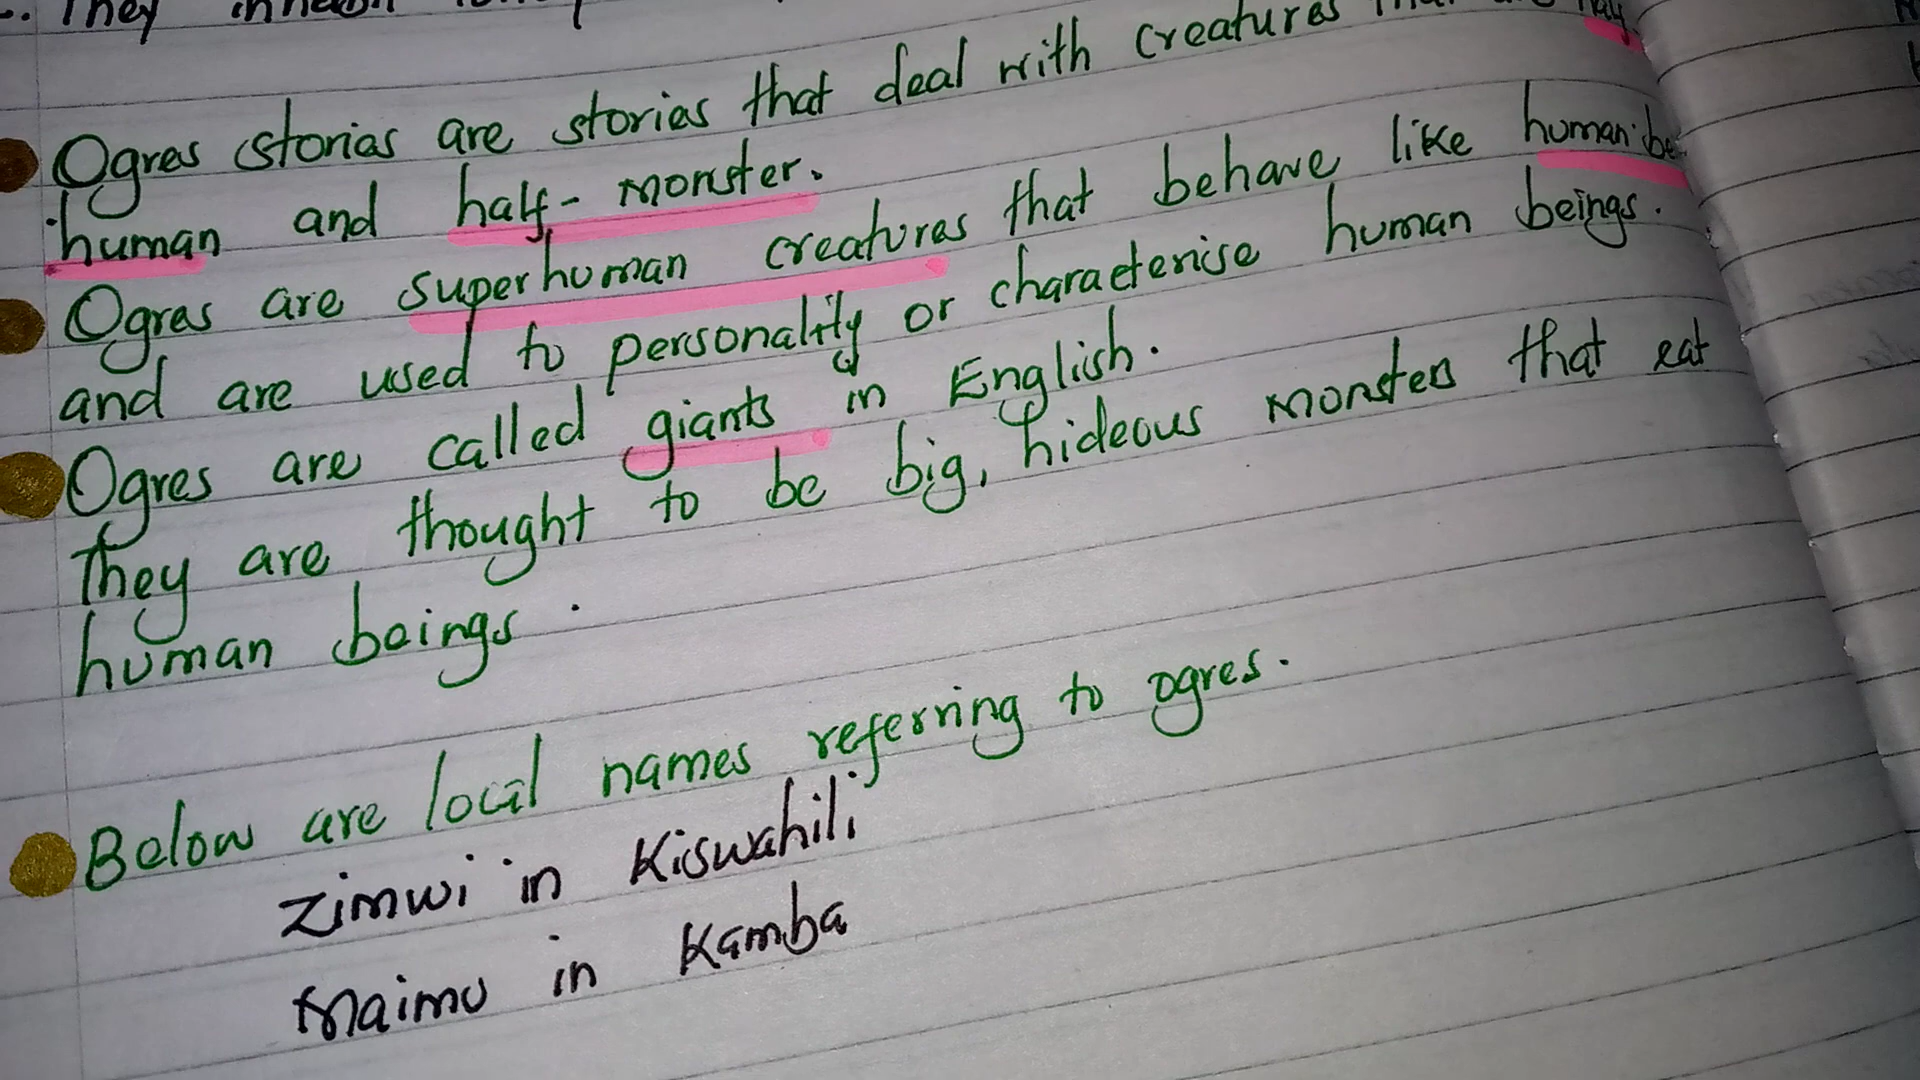 They
Ogres stories are stories that deal with creatures
human and half-monster.
Ogres are superhuman creatures that behave like human be
and are used to personality or characterise human beings.
Ogres are called giants in English.
They are thought to be big, hideous monsters that eat
human beings.
Below are local names referring to ogres.
Zimwi in Kiswahili
Maimu in Kamba